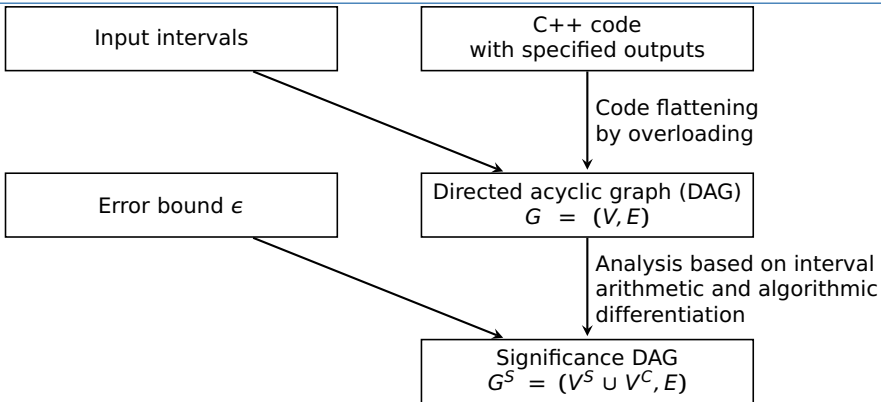 Input intervals
C++ code
with specified outputs
Code flattening
by overloading
Error bound ϵ
Directed acyclic graph (DAG)
G = (V, E)
Analysis based on interval
arithmetic and algorithmic
differentiation
Significance DAG
G^S = (V^S ∪ V^C, E)